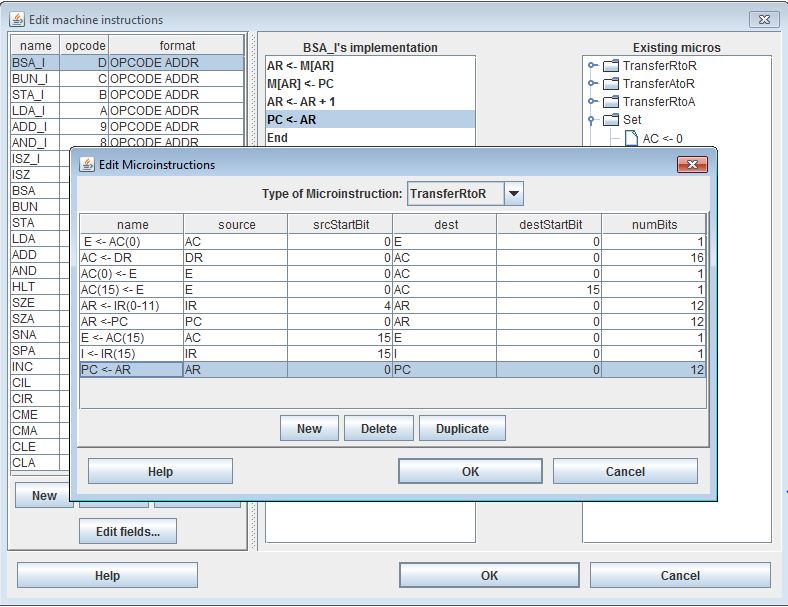 Edit machine instructions
name opcode format
BSA_I D OPCODE ADDR
BUN_I C OPCODE ADDR
STA_I B OPCODE ADDR
LDA_I A OPCODE ADDR
ADD_I 9 OPCODE ADDR
AND_I 8 OPCODE ADDR
ISZ_I
ISZ
BSA
BUN
STA
LDA
ADD
AND
HLT
SZE
SZA
SNA
SPA
INC
CIL
CIR
CME
CMA
CLE
CLA
New
Edit fields...
BSA_I's implementation
AR <- M[AR]
M[AR] <- PC
AR <- AR + 1
PC <- AR
End
Existing micros
TransferRtoR
TransferAtoR
TransferRtoA
Set
AC <- 0
Edit Microinstructions
Type of Microinstruction: TransferRtoR
name source srcStartBit dest destStartBit numBits
E <- AC(0) AC 0 E 0 1
AC <- DR DR 0 AC 0 16
AC(0) <- E E 0 AC 0 1
AC(15) <- E E 0 AC 15 1
AR <- IR(0-11) IR 4 AR 0 12
AR <-PC PC 0 AR 0 12
E <- AC(15) AC 15 E 0 1
I <- IR(15) IR 15 I 0 1
PC <- AR AR 0 PC 0 12
New Delete Duplicate
Help OK Cancel
Help OK Cancel